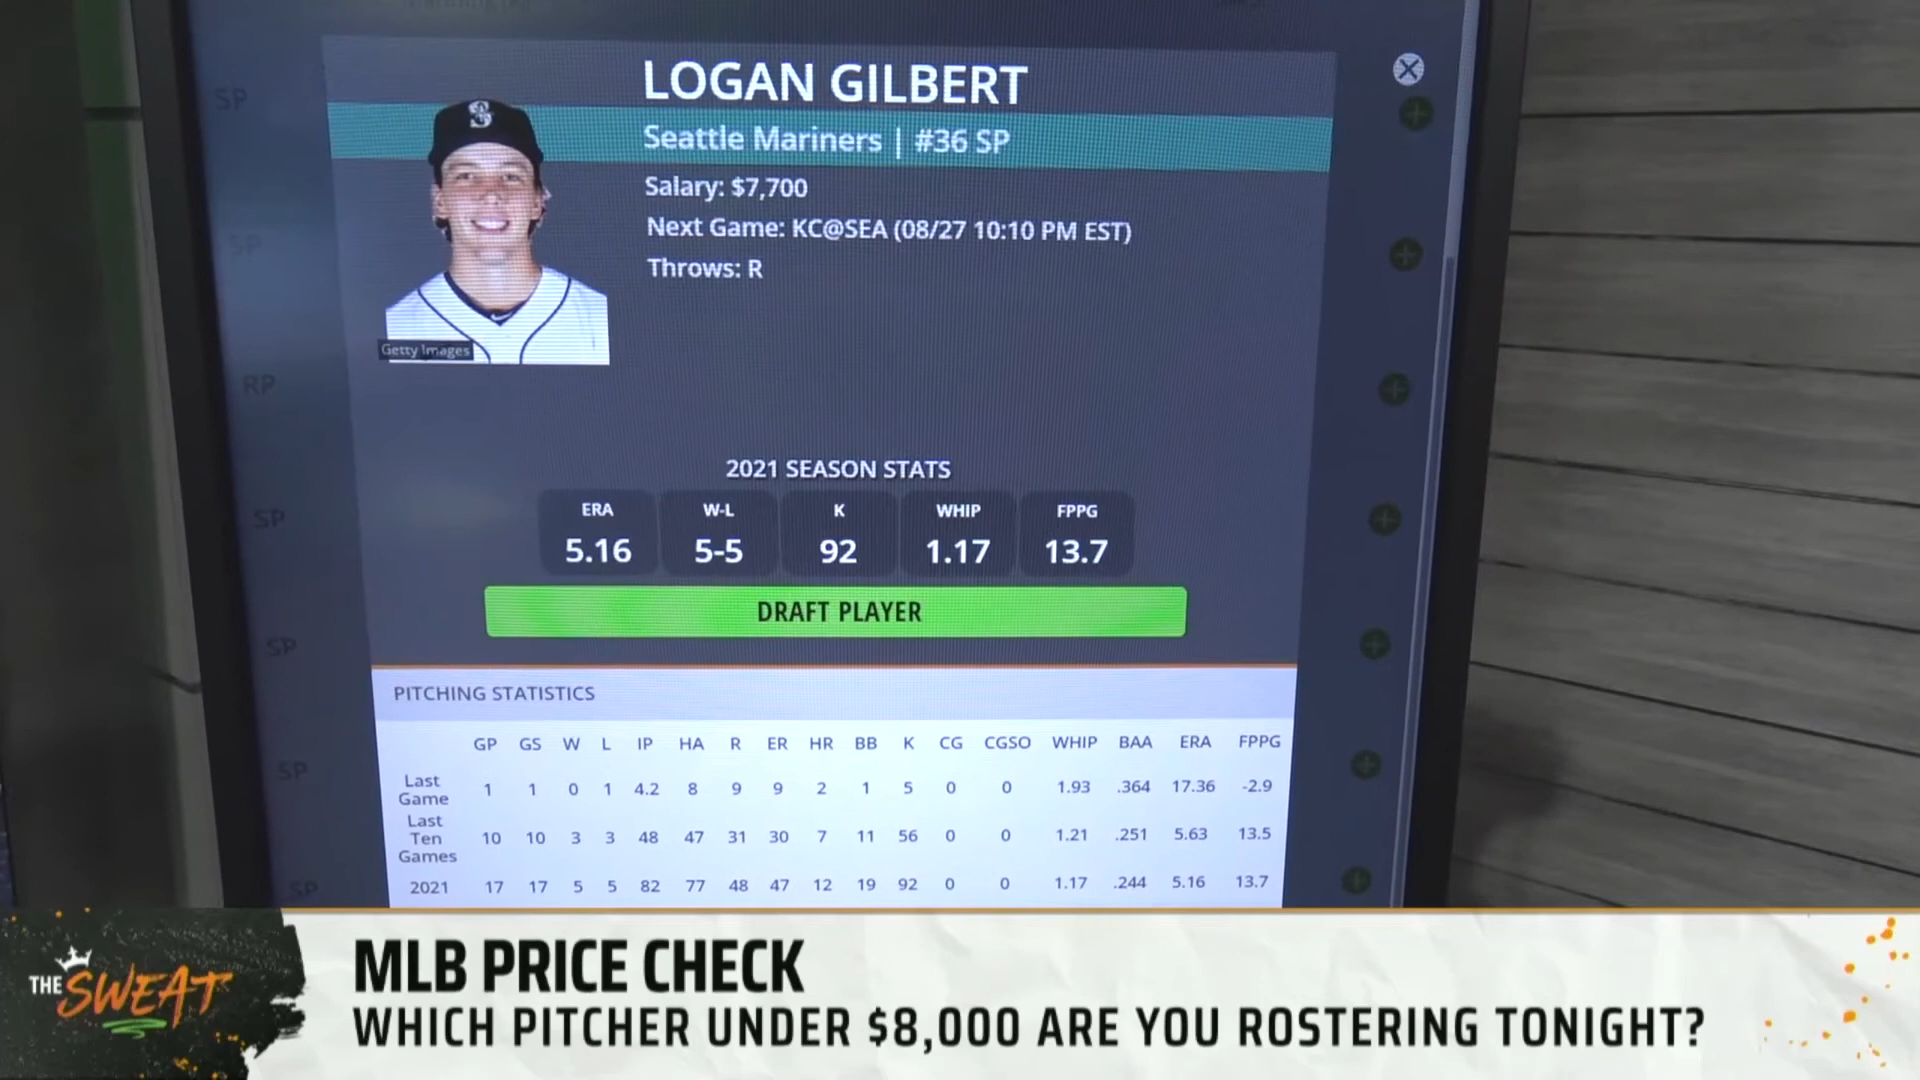 LOGAN GILBERT
Seattle Mariners | #36 SP
Salary: $7,700
Next Game: KC@SEA (08/27 10:10 PM EST)
Throws: R
Getty Images
SP
SP
RP
SP
SP
SP
SP
2021 SEASON STATS
ERA W-L K WHIP FPPG
5.16 5-5 92 1.17 13.7
DRAFT PLAYER
PITCHING STATISTICS
GP GS W L IP HA R ER HR BB K CG CGSO WHIP BAA ERA FPPG
Last Game 1 1 0 1 4.2 8 9 9 2 1 5 0 0 1.93 .364 17.36 -2.9
Last Ten Games 10 10 3 3 48 47 31 30 7 11 56 0 0 1.21 .251 5.63 13.5
2021 17 17 5 5 82 77 48 47 12 19 92 0 0 1.17 .244 5.16 13.7
THE SWEAT
MLB PRICE CHECK
WHICH PITCHER UNDER $8,000 ARE YOU ROSTERING TONIGHT?